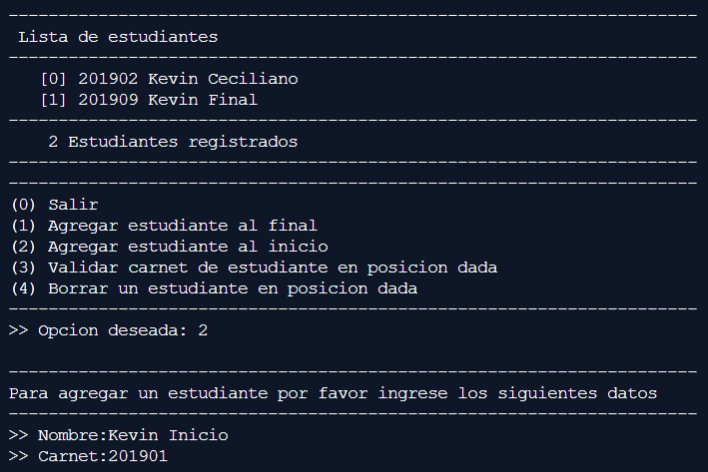 ----------------------------------------------------------------------
Lista de estudiantes
----------------------------------------------------------------------
[0] 201902 Kevin Ceciliano
[1] 201909 Kevin Final
----------------------------------------------------------------------
2 Estudiantes registrados
----------------------------------------------------------------------
----------------------------------------------------------------------
(0) Salir
(1) Agregar estudiante al final
(2) Agregar estudiante al inicio
(3) Validar carnet de estudiante en posicion dada
(4) Borrar un estudiante en posicion dada
----------------------------------------------------------------------
>> Opcion deseada: 2
----------------------------------------------------------------------
Para agregar un estudiante por favor ingrese los siguientes datos
----------------------------------------------------------------------
>> Nombre:Kevin Inicio
>> Carnet:201901